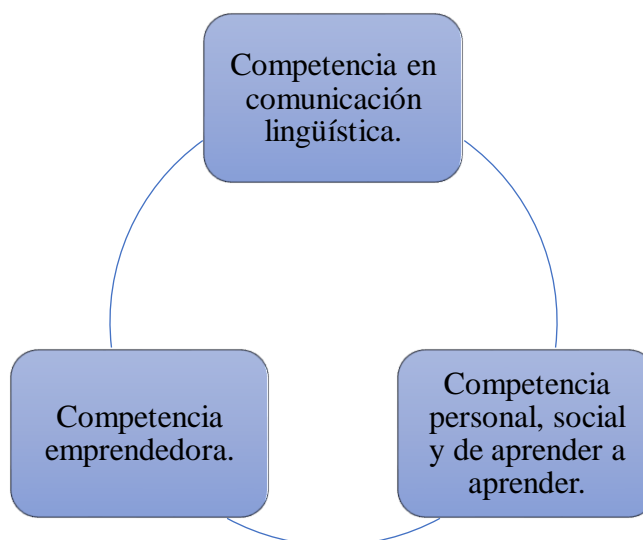 Competencia en
comunicación
lingüística.
Competencia
emprendedora.
Competencia
personal, social
y de aprender a
aprender.